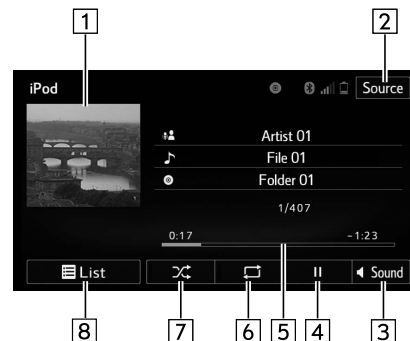 1
2
iPod
Source
Artist 01
File 01
Folder 01
1/407
0:17
-1:23
List
Sound
8
7
6
5
4
3